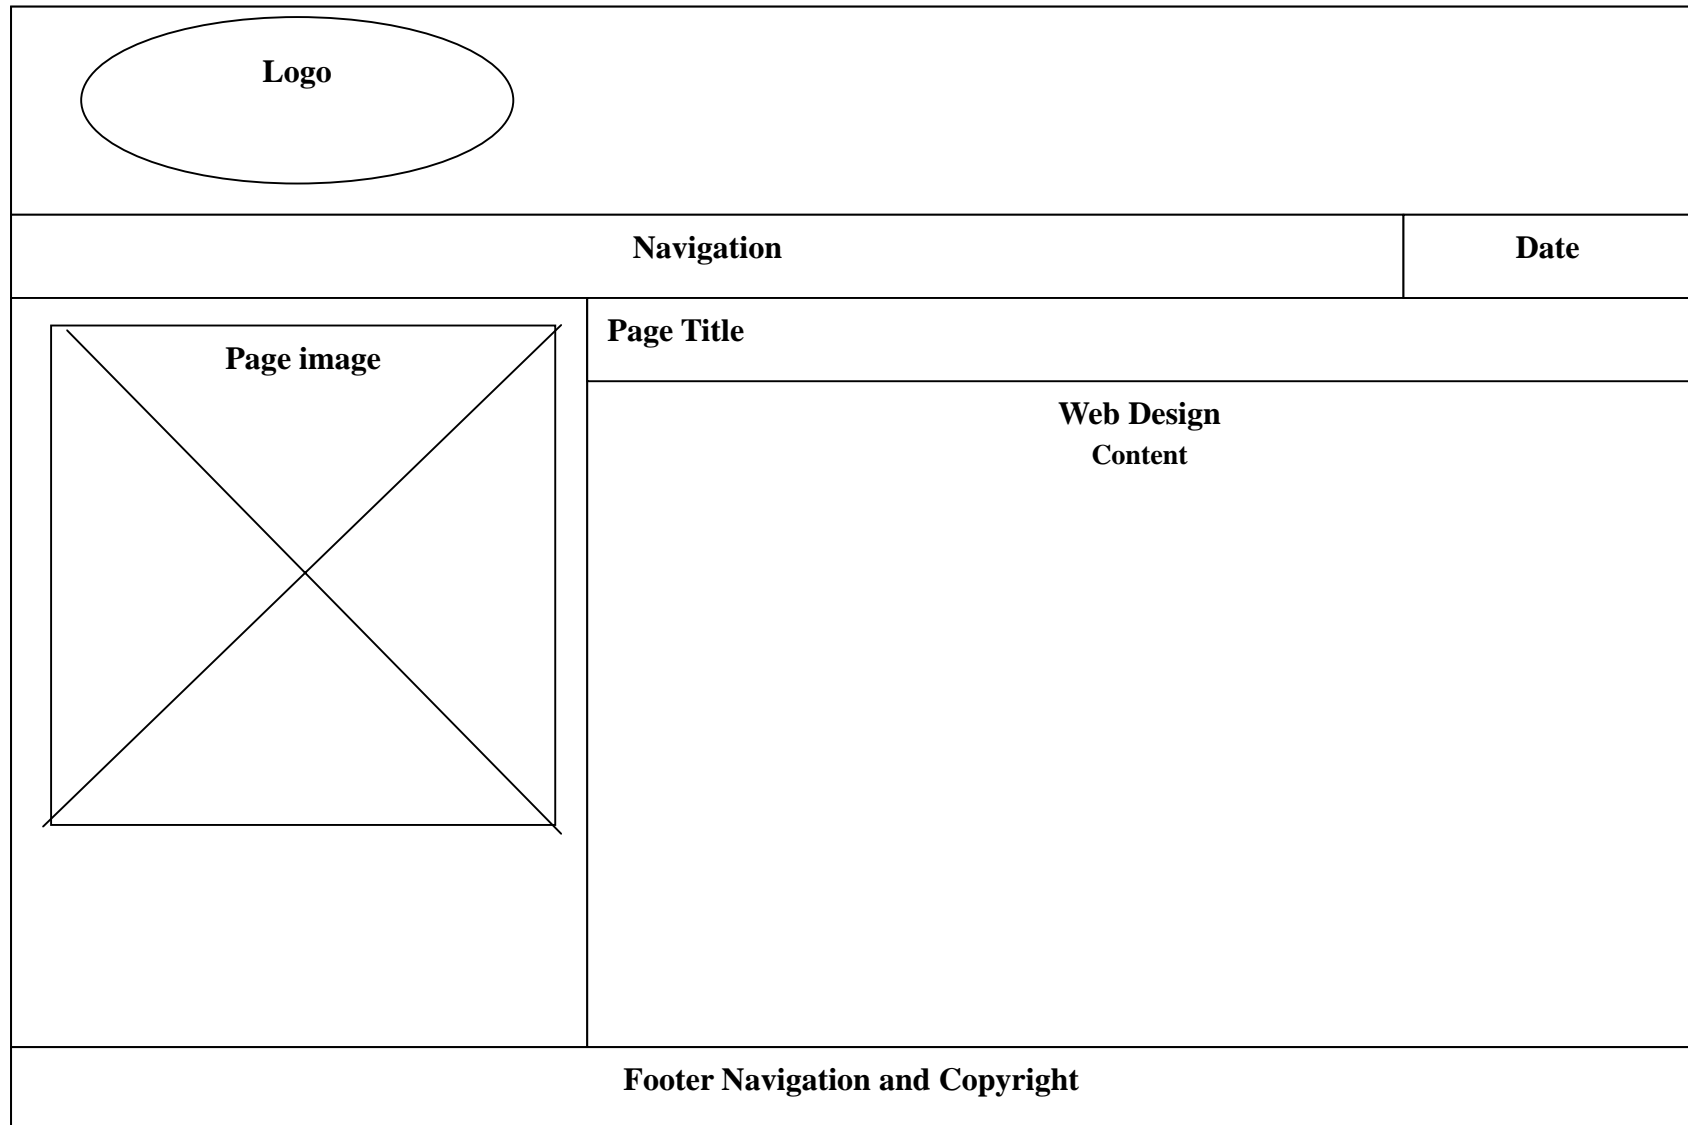 Logo
Navigation
Date
Page image
Page Title
Web Design
Content
Footer Navigation and Copyright